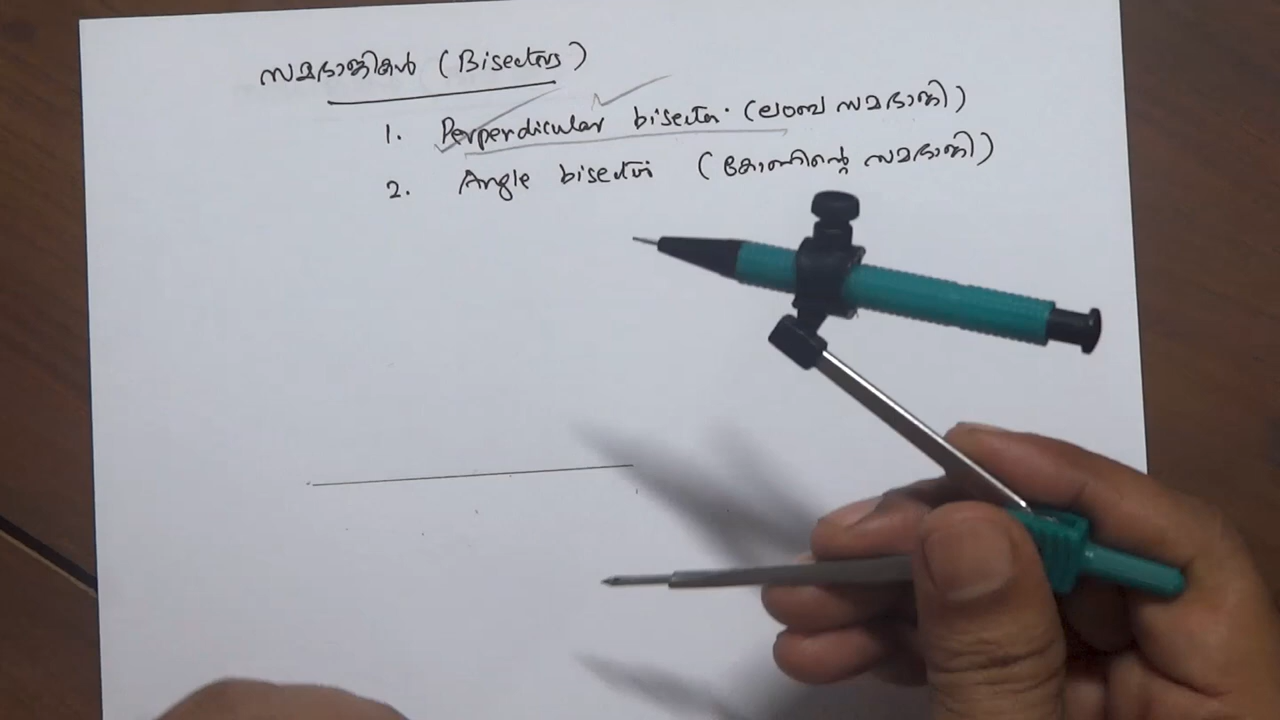 സമഭാജികൾ (Bisectors)
1. Perpendicular bisector (ലംബ സമഭാജി)
2. Angle bisector (കോണിന്റെ സമഭാജി)